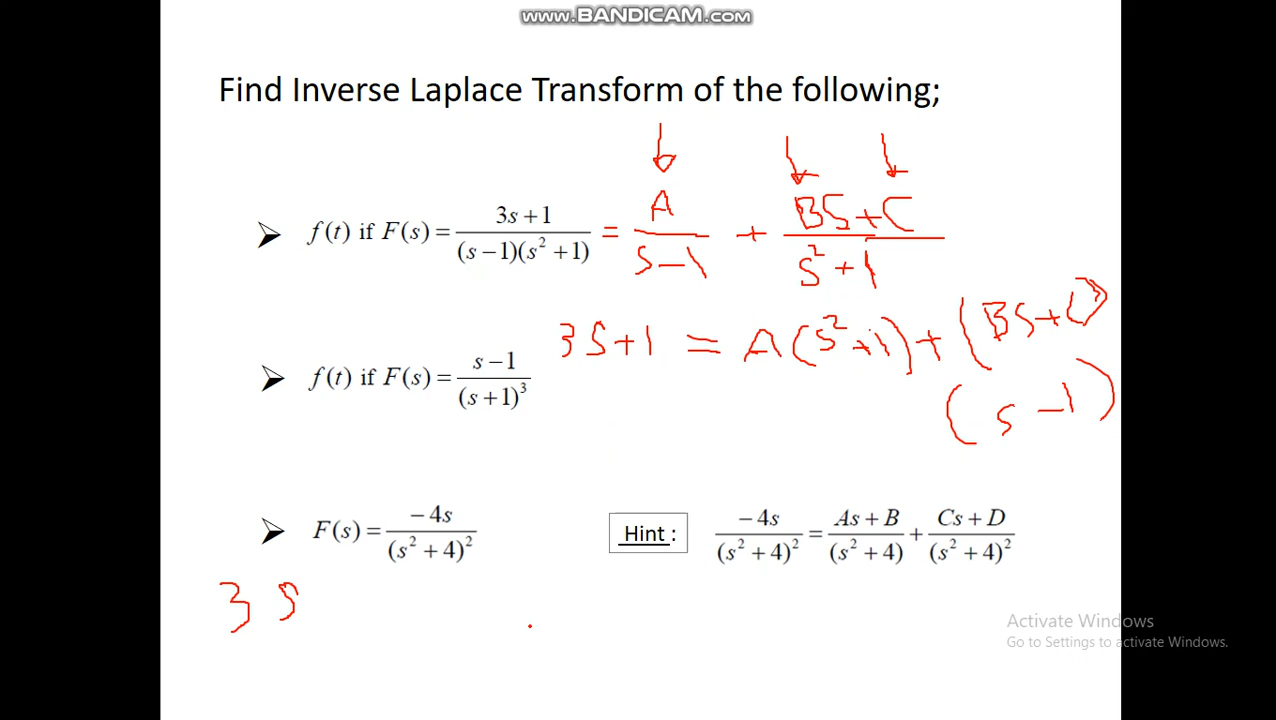 www.BANDICAM.com
Find Inverse Laplace Transform of the following;
➢ f(t) if F(s) = (3s + 1) / ((s − 1)(s² + 1)) = A / (S − 1) + (BS + C) / (S² + 1)
3S + 1 = A(S² + 1) + (BS + C)
(s − 1)
➢ f(t) if F(s) = (s − 1) / (s + 1)³
➢ F(s) = −4s / (s² + 4)² Hint : −4s / (s² + 4)² = (As + B) / (s² + 4) + (Cs + D) / (s² + 4)²
3 S
Activate Windows
Go to Settings to activate Windows.